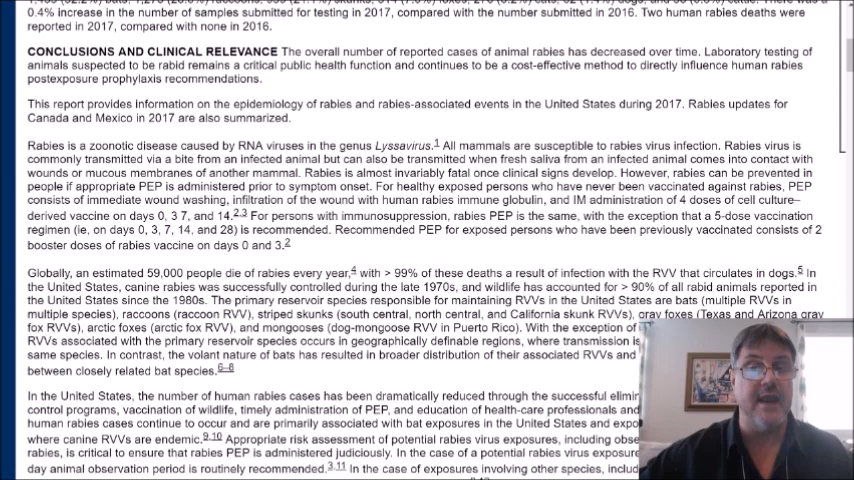 0.4% increase in the number of samples submitted for testing in 2017, compared with the number submitted in 2016. Two human rabies deaths were
reported in 2017, compared with none in 2016.
CONCLUSIONS AND CLINICAL RELEVANCE The overall number of reported cases of animal rabies has decreased over time. Laboratory testing of
animals suspected to be rabid remains a critical public health function and continues to be a cost-effective method to directly influence human rabies
postexposure prophylaxis recommendations.
This report provides information on the epidemiology of rabies and rabies-associated events in the United States during 2017. Rabies updates for
Canada and Mexico in 2017 are also summarized.
Rabies is a zoonotic disease caused by RNA viruses in the genus Lyssavirus.1 All mammals are susceptible to rabies virus infection. Rabies virus is
commonly transmitted via a bite from an infected animal but can also be transmitted when fresh saliva from an infected animal comes into contact with
wounds or mucous membranes of another mammal. Rabies is almost invariably fatal once clinical signs develop. However, rabies can be prevented in
people if appropriate PEP is administered prior to symptom onset. For healthy exposed persons who have never been vaccinated against rabies, PEP
consists of immediate wound washing, infiltration of the wound with human rabies immune globulin, and IM administration of 4 doses of cell culture–
derived vaccine on days 0, 3 7, and 14.2,3 For persons with immunosuppression, rabies PEP is the same, with the exception that a 5-dose vaccination
regimen (ie, on days 0, 3, 7, 14, and 28) is recommended. Recommended PEP for exposed persons who have been previously vaccinated consists of 2
booster doses of rabies vaccine on days 0 and 3.2
Globally, an estimated 59,000 people die of rabies every year,4 with > 99% of these deaths a result of infection with the RVV that circulates in dogs.5 In
the United States, canine rabies was successfully controlled during the late 1970s, and wildlife has accounted for > 90% of all rabid animals reported in
the United States since the 1980s. The primary reservoir species responsible for maintaining RVVs in the United States are bats (multiple RVVs in
multiple species), raccoons (raccoon RVV), striped skunks (south central, north central, and California skunk RVVs), gray foxes (Texas and Arizona gray
fox RVVs), arctic foxes (arctic fox RVV), and mongooses (dog-mongoose RVV in Puerto Rico). With the exception of
RVVs associated with the primary reservoir species occurs in geographically definable regions, where transmission is
same species. In contrast, the volant nature of bats has resulted in broader distribution of their associated RVVs and
between closely related bat species.6–8
In the United States, the number of human rabies cases has been dramatically reduced through the successful elimin
control programs, vaccination of wildlife, timely administration of PEP, and education of health-care professionals and
human rabies cases continue to occur and are primarily associated with bat exposures in the United States and expo
where canine RVVs are endemic.9,10 Appropriate risk assessment of potential rabies virus exposures, including obse
rabies, is critical to ensure that rabies PEP is administered judiciously. In the case of a potential rabies virus exposure
day animal observation period is routinely recommended.3,11 In the case of exposures involving other species, includ